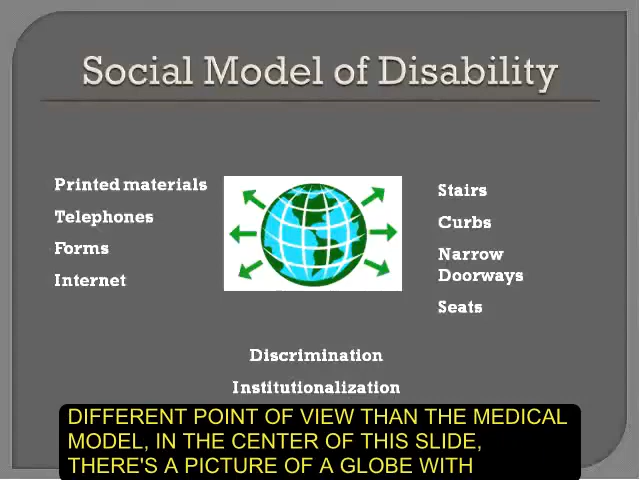 Social Model of Disability
Printed materials
Telephones
Forms
Internet
Stairs
Curbs
Narrow
Doorways
Seats
Discrimination
Institutionalization
DIFFERENT POINT OF VIEW THAN THE MEDICAL
MODEL, IN THE CENTER OF THIS SLIDE,
THERE'S A PICTURE OF A GLOBE WITH